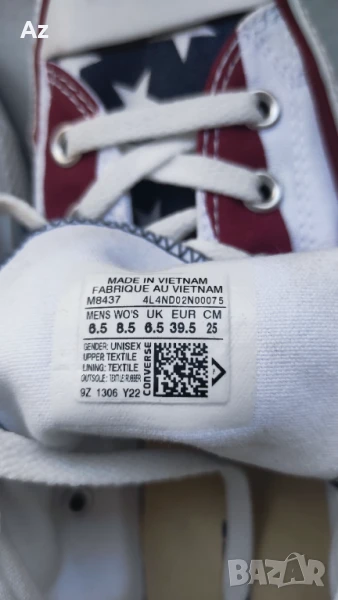 Az
MADE IN VIETNAM
FABRIQUE AU VIETNAM
M8437 4L4ND02N00075
MENS WO'S UK EUR CM
6.5 8.5 6.5 39.5 25
GENDER: UNISEX
UPPER TEXTILE
LINING: TEXTILE
OUTSOLE: TEXTILE RUBBER
9Z 1306 Y22
CONVERSE
BAZAR